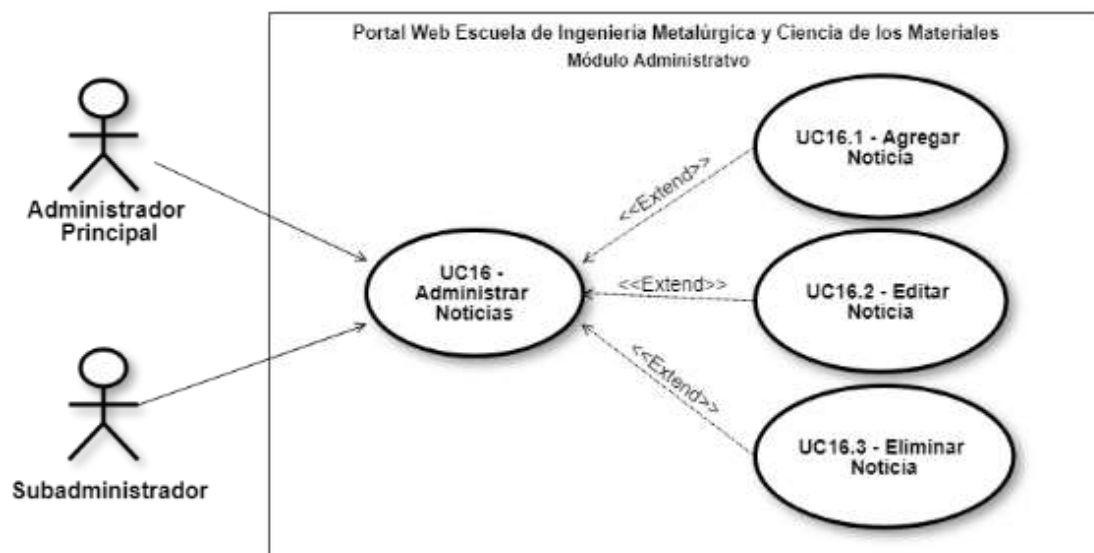 Portal Web Escuela de Ingeniería Metalúrgica y Ciencia de los Materiales
Módulo Administratvo
Administrador
Principal
Subadministrador
UC16 -
Administrar
Noticias
<<Extend>>
<<Extend>>
<<Extend>>
UC16.1 - Agregar
Noticia
UC16.2 - Editar
Noticia
UC16.3 - Eliminar
Noticia